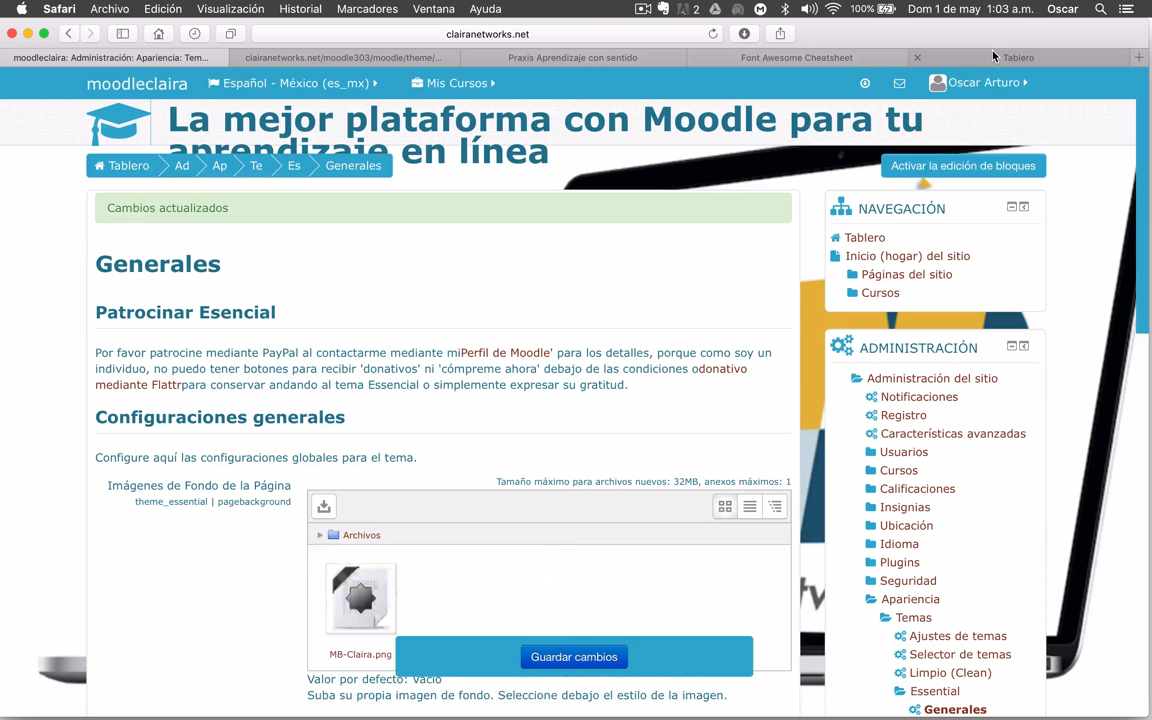 Safari Archivo Edición Visualización Historial Marcadores Ventana Ayuda 2 100% Dom 1 de may 1:03 a.m. Oscar
clairanetworks.net
moodleclaira: Administración: Apariencia: Tem... clairanetworks.net/moodle303/moodle/theme/... Praxis Aprendizaje con sentido Font Awesome Cheatsheet Tablero
moodleclaira Español - México (es_mx) Mis Cursos Oscar Arturo
La mejor plataforma con Moodle para tu
aprendizaje en línea
Tablero Ad Ap Te Es Generales Activar la edición de bloques
Cambios actualizados
Generales
Patrocinar Esencial
Por favor patrocine mediante PayPal al contactarme mediante miPerfil de Moodle' para los detalles, porque como soy un
individuo, no puedo tener botones para recibir 'donativos' ni 'cómpreme ahora' debajo de las condiciones odonativo
mediante Flattrpara conservar andando al tema Essencial o simplemente expresar su gratitud.
Configuraciones generales
Configure aquí las configuraciones globales para el tema.
Imágenes de Fondo de la Página
theme_essential | pagebackground
Tamaño máximo para archivos nuevos: 32MB, anexos máximos: 1
Archivos
MB-Claira.png
Guardar cambios
Valor por defecto: Vacío
Suba su propia imagen de fondo. Seleccione debajo el estilo de la imagen.
NAVEGACIÓN
Tablero
Inicio (hogar) del sitio
Páginas del sitio
Cursos
ADMINISTRACIÓN
Administración del sitio
Notificaciones
Registro
Características avanzadas
Usuarios
Cursos
Calificaciones
Insignias
Ubicación
Idioma
Plugins
Seguridad
Apariencia
Temas
Ajustes de temas
Selector de temas
Limpio (Clean)
Essential
Generales